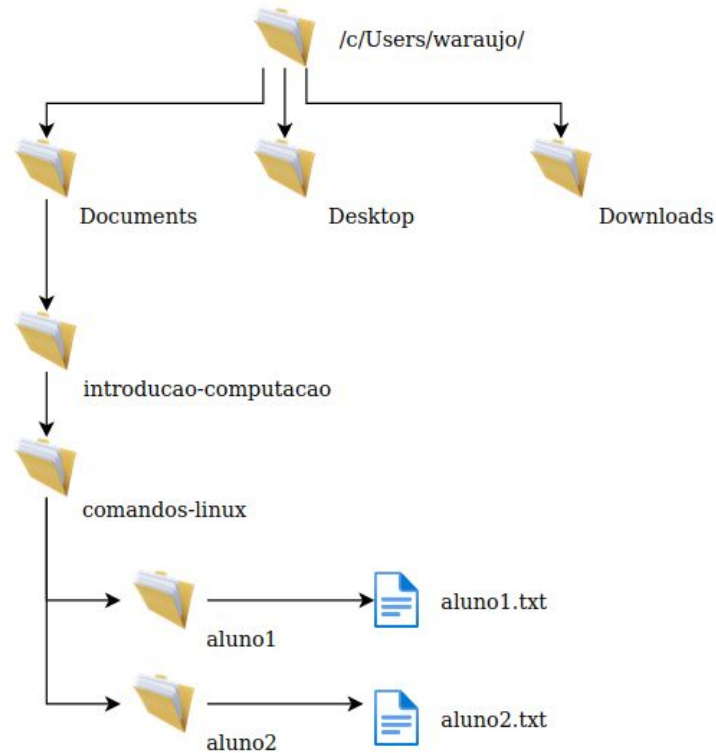 /c/Users/waraujo/
Documents
Desktop
Downloads
introducao-computacao
comandos-linux
aluno1
aluno1.txt
aluno2
aluno2.txt